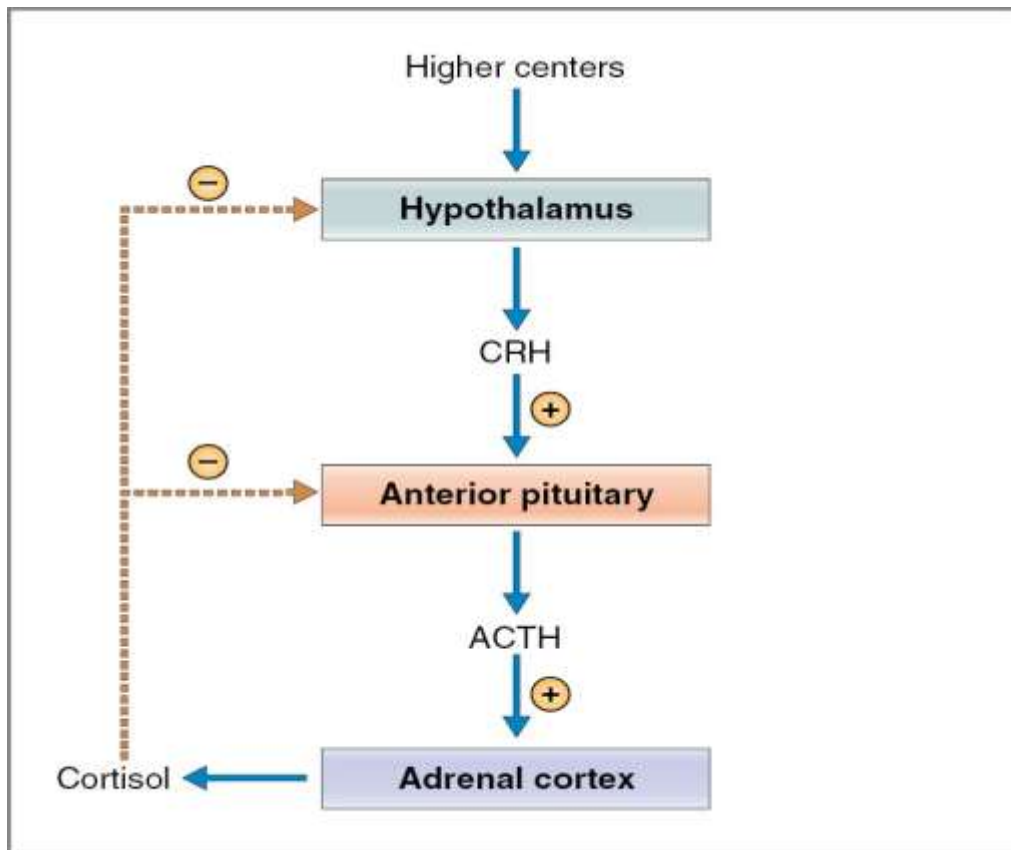 Higher centers
−
Hypothalamus
CRH
+
−
Anterior pituitary
ACTH
+
Cortisol
Adrenal cortex